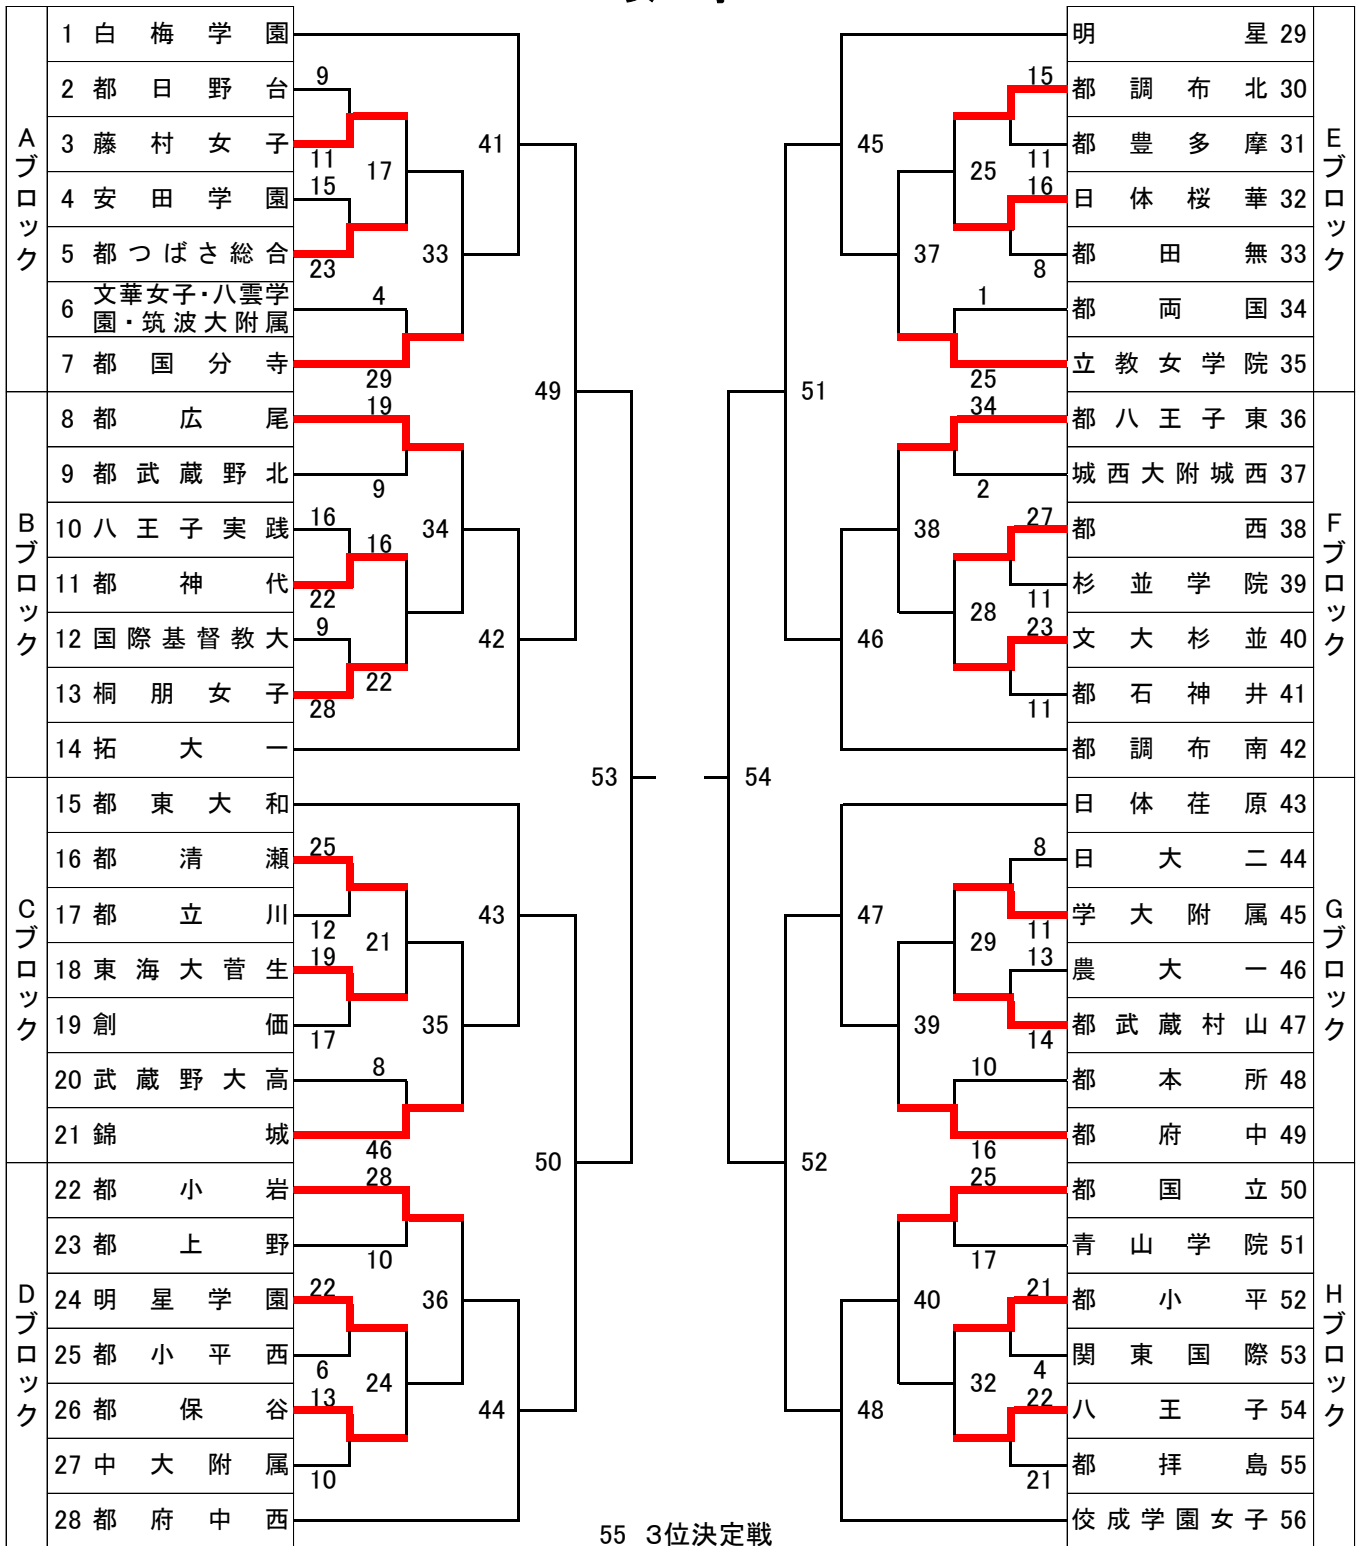 Aブロック
1 白梅学園
2 都日野台
3 藤村女子
4 安田学園
5 都つばさ総合
6 文華女子・八雲学
園・筑波大附属
7 都国分寺
Bブロック
8 都広尾
9 都武蔵野北
10 八王子実践
11 都神代
12 国際基督教大
13 桐朋女子
14 拓大一
Cブロック
15 都東大和
16 都清瀬
17 都立川
18 東海大菅生
19 創価
20 武蔵野大高
21 錦城
Dブロック
22 都小岩
23 都上野
24 明星学園
25 都小平西
26 都保谷
27 中大附属
28 都府中西
9
11
15
23
4
29
19
9
16
22
9
28
16
22
25
12
19
17
8
46
28
10
22
6
13
10
17
21
24
33
34
35
36
41
42
43
44
49
50
53
54
51
52
45
46
47
48
37
38
39
40
25
28
29
32
15
11
16
8
1
25
34
2
27
11
23
11
8
11
13
14
10
16
25
17
21
4
22
21
Eブロック
明星 29
都調布北 30
都豊多摩 31
日体桜華 32
都田無 33
都両国 34
立教女学院 35
Fブロック
都八王子東 36
城西大附城西 37
都西 38
杉並学院 39
文大杉並 40
都石神井 41
都調布南 42
Gブロック
日体荏原 43
日大二 44
学大附属 45
農大一 46
都武蔵村山 47
都本所 48
都府中 49
Hブロック
都国立 50
青山学院 51
都小平 52
関東国際 53
八王子 54
都拝島 55
佼成学園女子 56
55 3位決定戦